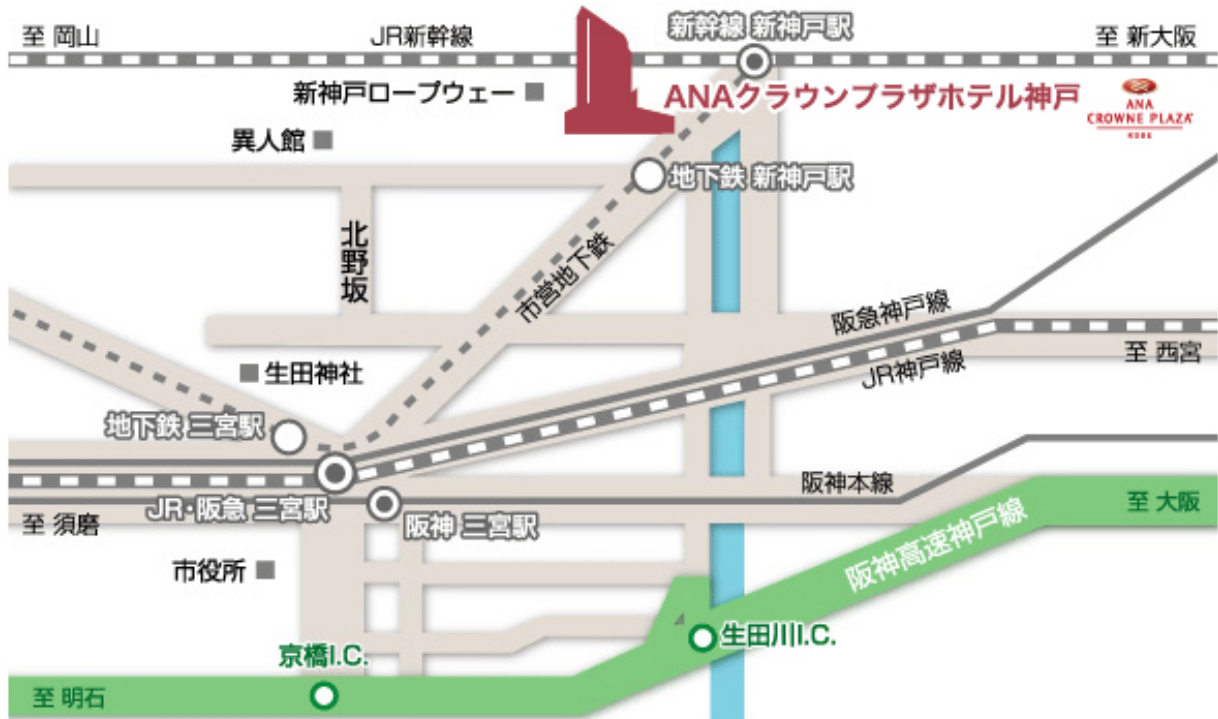 至 岡山
JR新幹線
新幹線 新神戸駅
至 新大阪
新神戸ロープウェー
ANAクラウンプラザホテル神戸
ANA
CROWNE PLAZA
KOBE
異人館
地下鉄 新神戸駅
北野坂
市営地下鉄
阪急神戸線
至 西宮
JR神戸線
生田神社
地下鉄 三宮駅
阪神本線
JR・阪急 三宮駅
至 須磨
阪神 三宮駅
至 大阪
阪神高速神戸線
市役所
生田川I.C.
京橋I.C.
至 明石